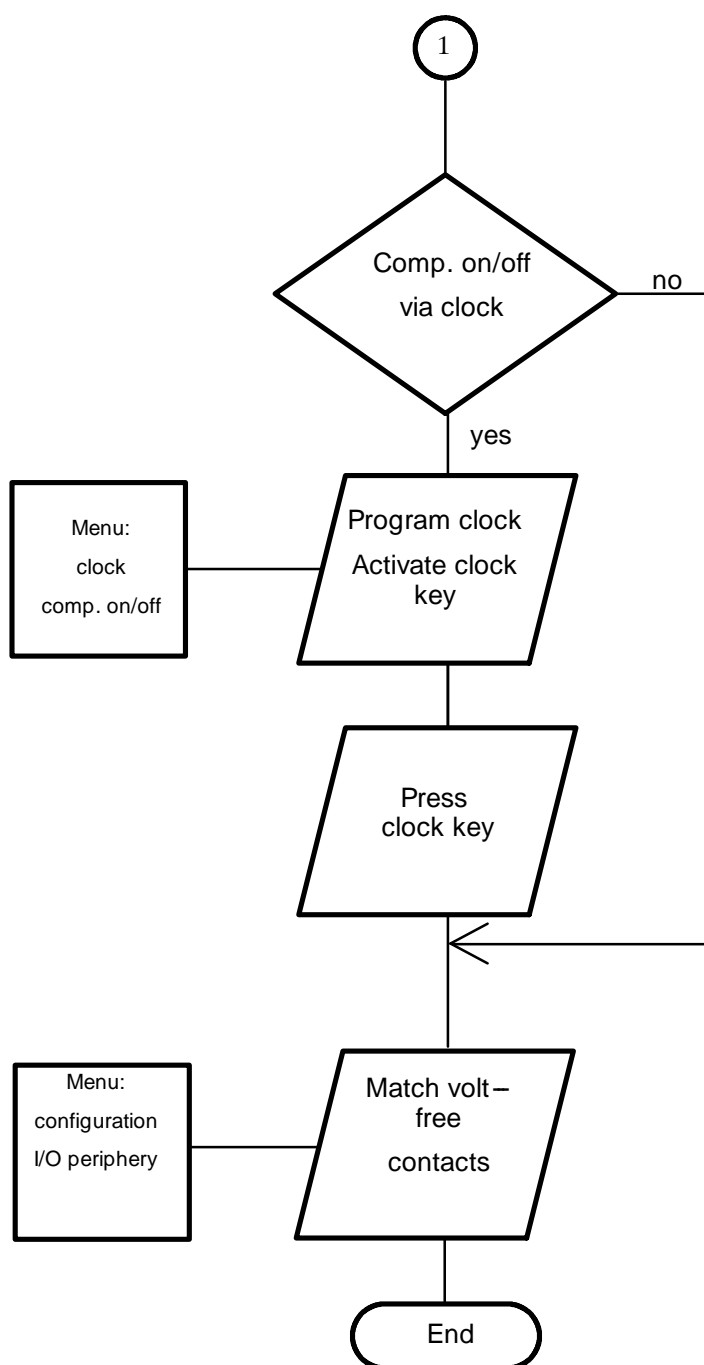 1
Comp. on/off
via clock
no
yes
Menu:
clock
comp. on/off
Program clock
Activate clock
key
Press
clock key
Menu:
configuration
I/O periphery
Match volt–
free
contacts
End